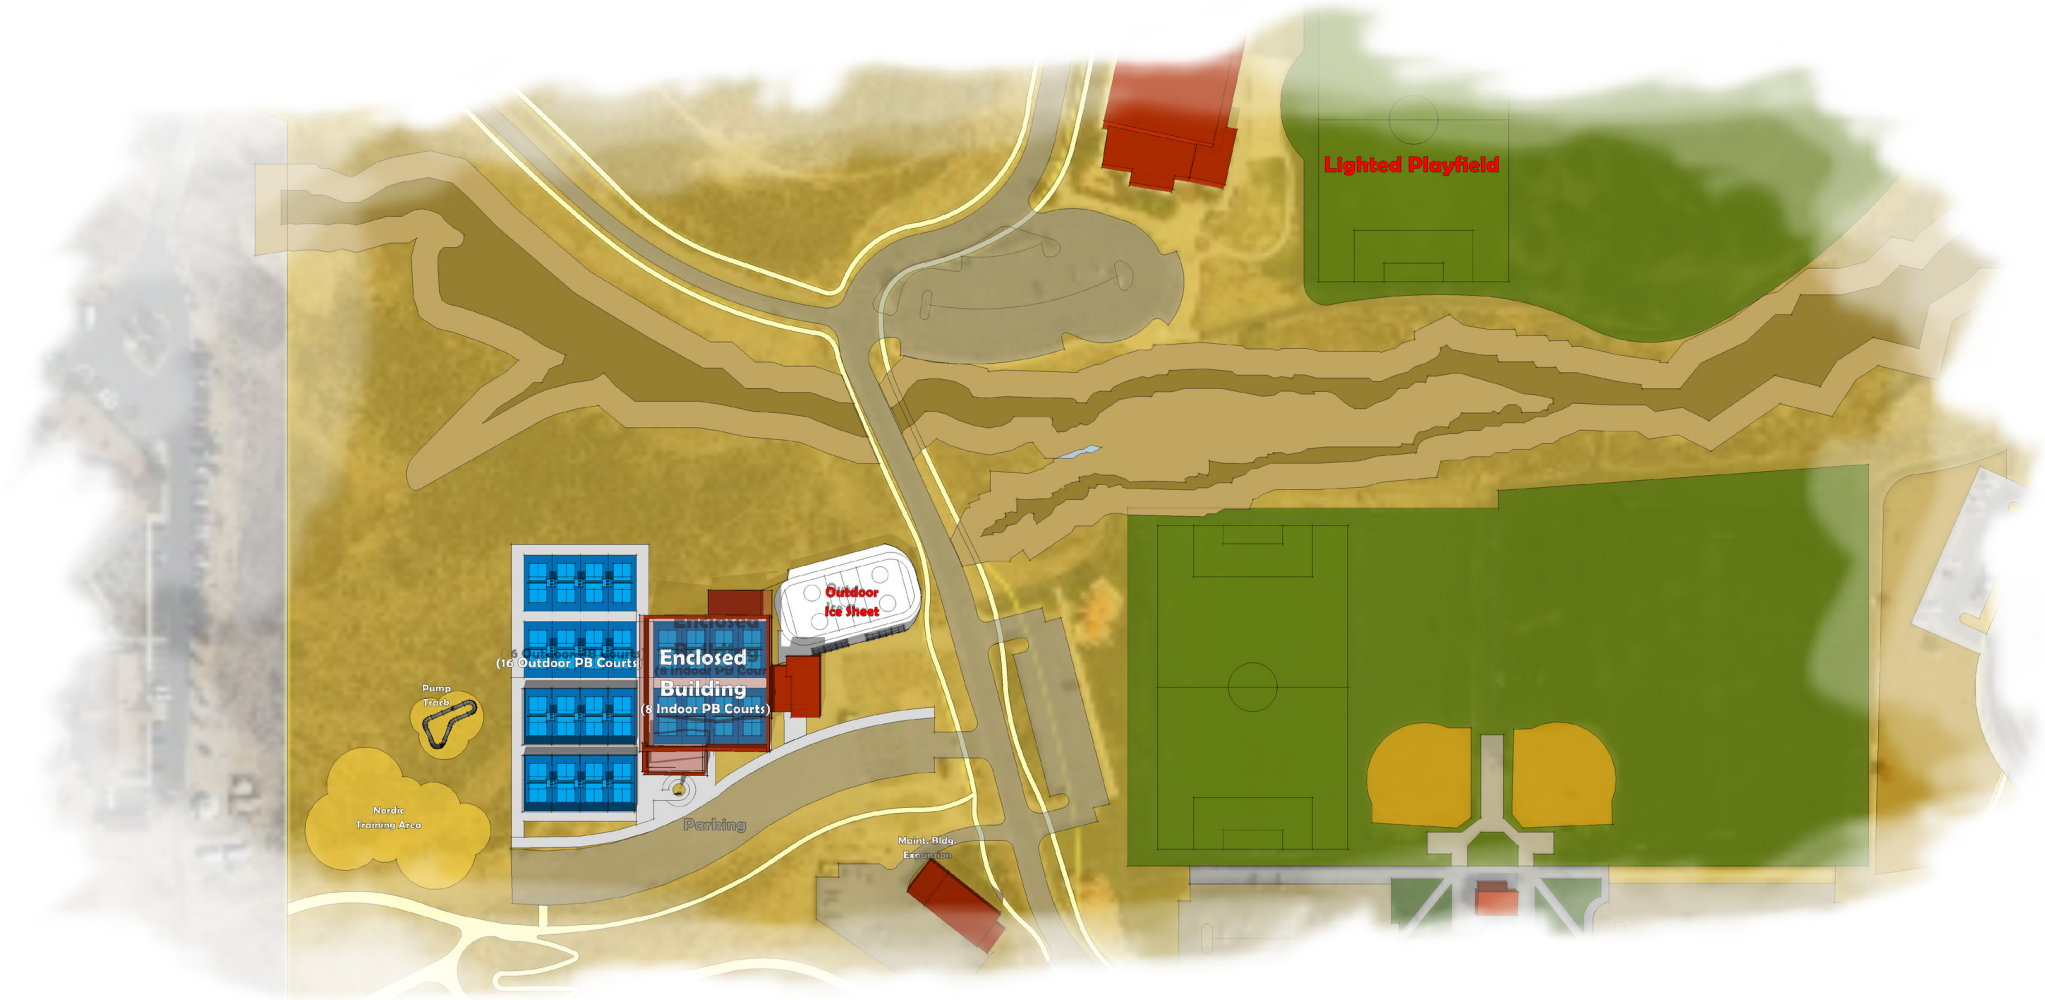 Lighted Playfield
Outdoor
Ice Sheet
Enclosed
Building
(8 Indoor PB Courts)
(16 Outdoor PB Courts)
Pump
Track
Nordic
Training Area
Parking
Maint. Bldg.
Expansion